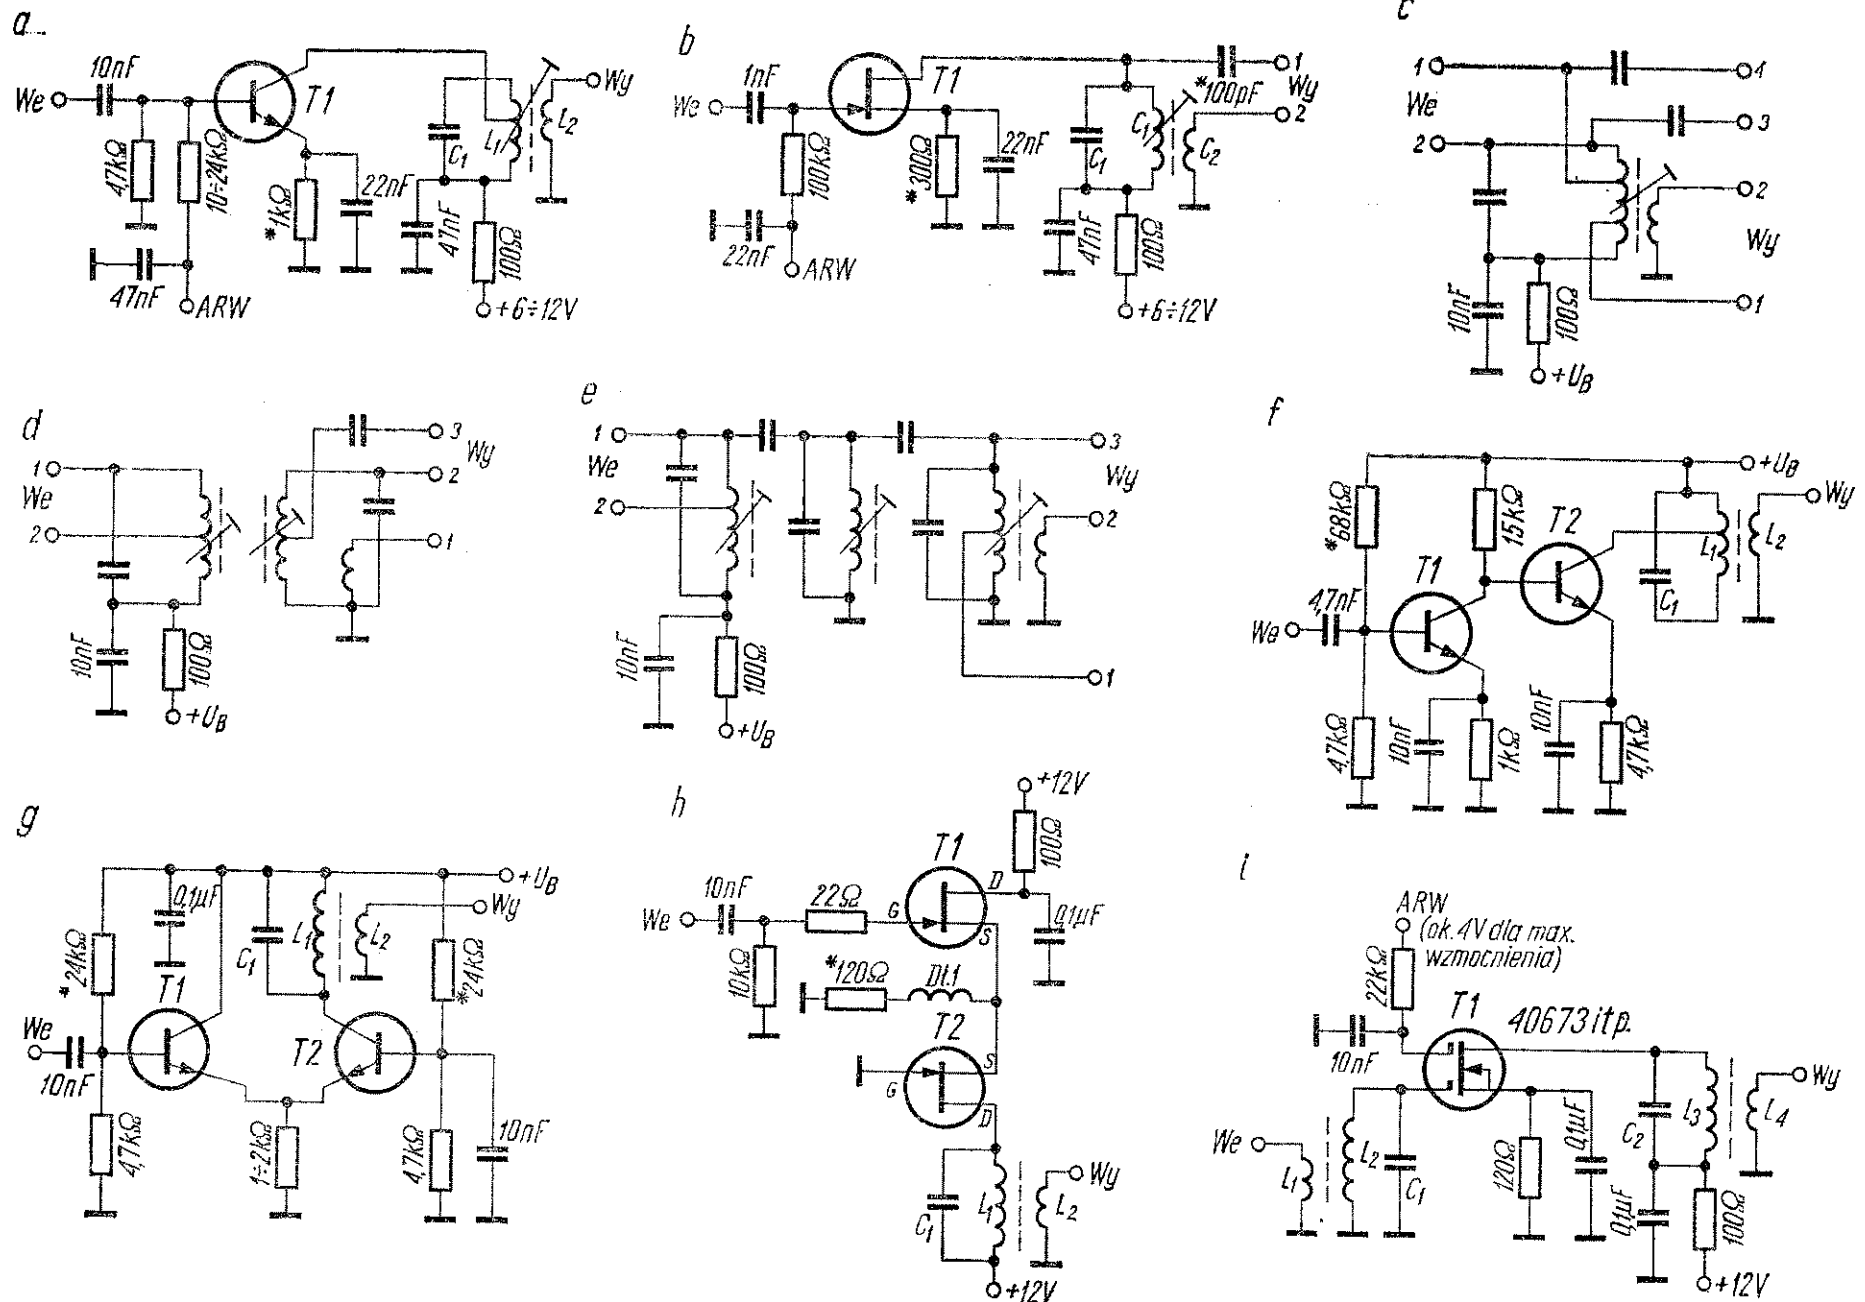 a
We
10nF
4,7kΩ
10÷24kΩ
47nF
ARW
T1
*1kΩ
22nF
C1
L1
L2
Wy
47nF
100Ω
+6÷12V
b
We
1nF
100kΩ
22nF
ARW
T1
*300Ω
22nF
C1
C1
C2
*100pF
1
Wy
2
47nF
100Ω
+6÷12V
c
1
We
2
4
3
2
Wy
1
10nF
100Ω
+UB
d
1
We
2
10nF
100Ω
+UB
3
Wy
2
1
e
1
We
2
10nF
100Ω
+UB
3
Wy
2
1
f
+UB
*68kΩ
15kΩ
T2
T1
4,7nF
We
C1
L1
L2
Wy
4,7kΩ
10nF
1kΩ
10nF
4,7kΩ
g
+UB
Wy
0,1µF
*24kΩ
T1
C1
L1
L2
*24kΩ
T2
We
10nF
4,7kΩ
1÷2kΩ
4,7kΩ
10nF
h
+12V
100Ω
T1
D
10nF
We
22Ω
G
S
0,1µF
10kΩ
*120Ω
Dł.1
T2
S
G
D
C1
L1
L2
Wy
+12V
i
ARW
(ok. 4V dla max.
wzmocnienia)
22kΩ
T1
40673 itp.
10nF
We
L1
L2
C1
120Ω
0,1µF
C2
L3
L4
Wy
0,1µF
100Ω
+12V